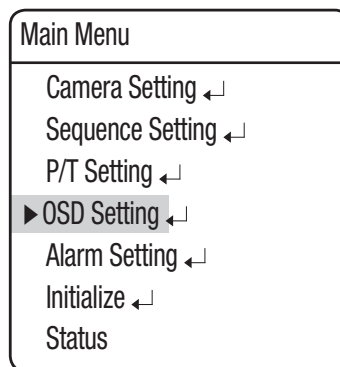 Main Menu
Camera Setting ↵
Sequence Setting ↵
P/T Setting ↵
▶ OSD Setting ↵
Alarm Setting ↵
Initialize ↵
Status